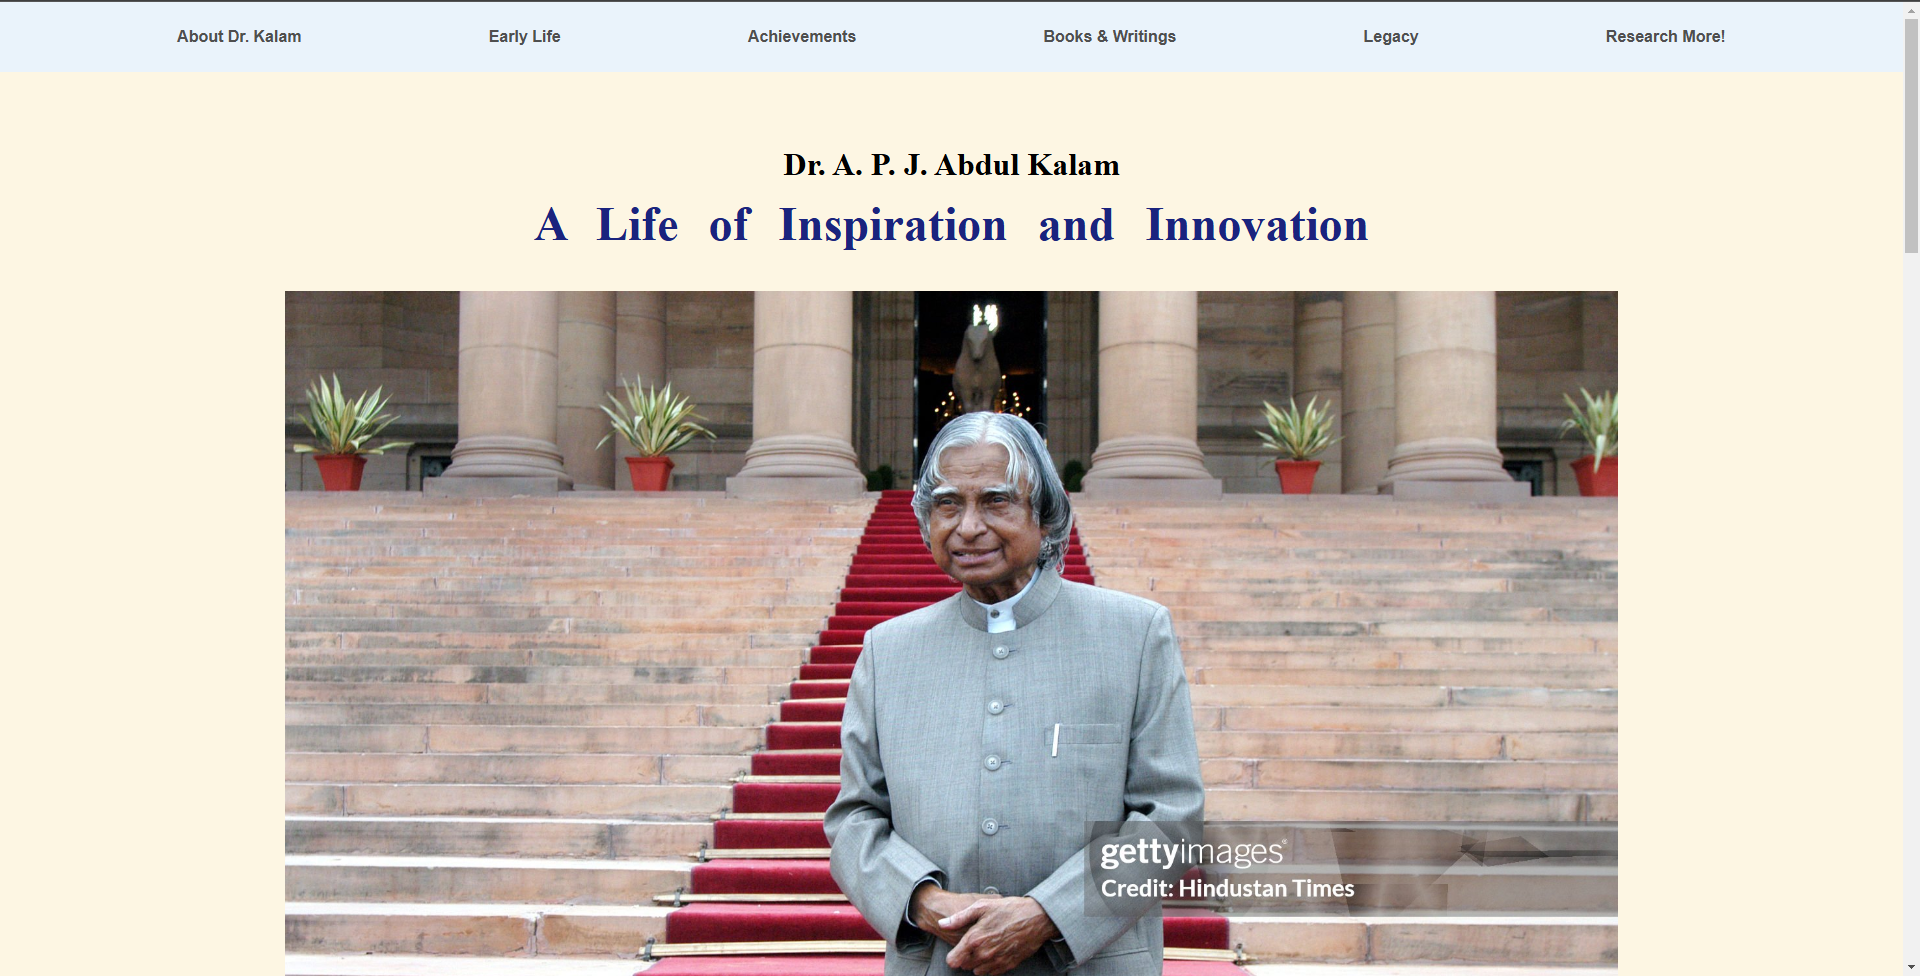 About Dr. Kalam Early Life Achievements Books & Writings Legacy Research More!
Dr. A. P. J. Abdul Kalam
A Life of Inspiration and Innovation
gettyimages®
Credit: Hindustan Times